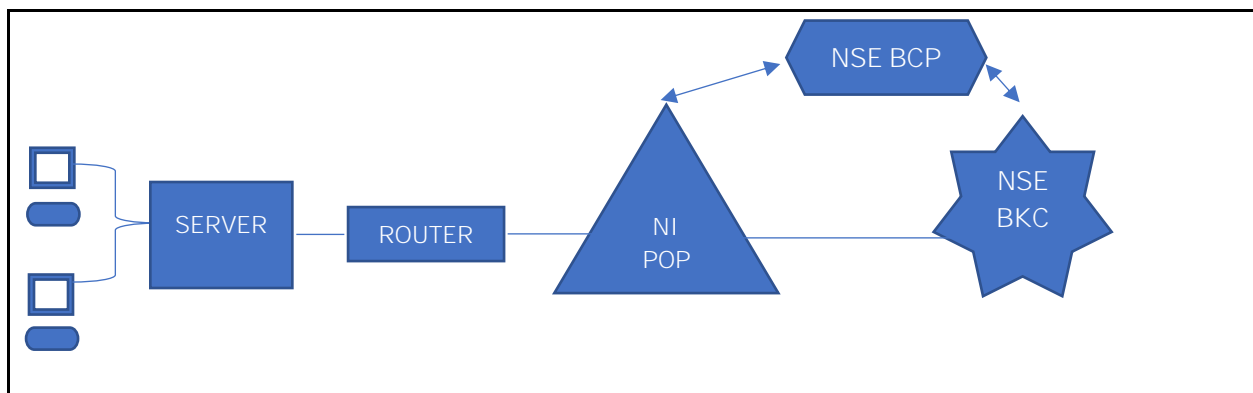 NSE BCP
SERVER
ROUTER
NI
POP
NSE
BKC